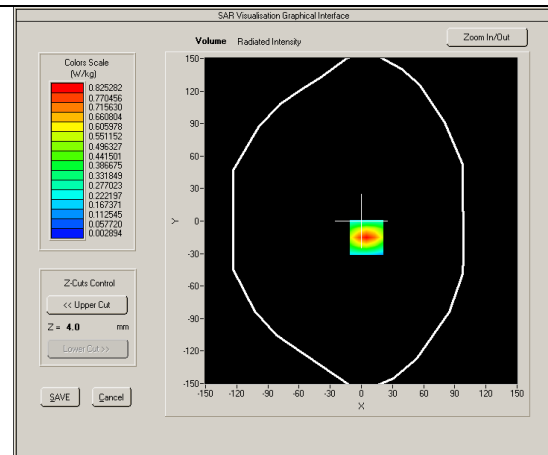 SAR Visualisation Graphical Interface
Volume Radiated Intensity
Zoom In/Out
Colors Scale
(W/kg)
0.825282
0.770456
0.715630
0.660804
0.605978
0.551152
0.496327
0.441501
0.386675
0.331849
0.277023
0.222197
0.167371
0.112545
0.057720
0.002894
Z-Cuts Control
<< Upper Cut
Z = 4.0 mm
Lower Cut >>
SAVE Cancel
150
120
90
60
30
0
-30
-60
-90
-120
-150
Y
-150 -120 -90 -60 -30 0 30 60 90 120 150
X